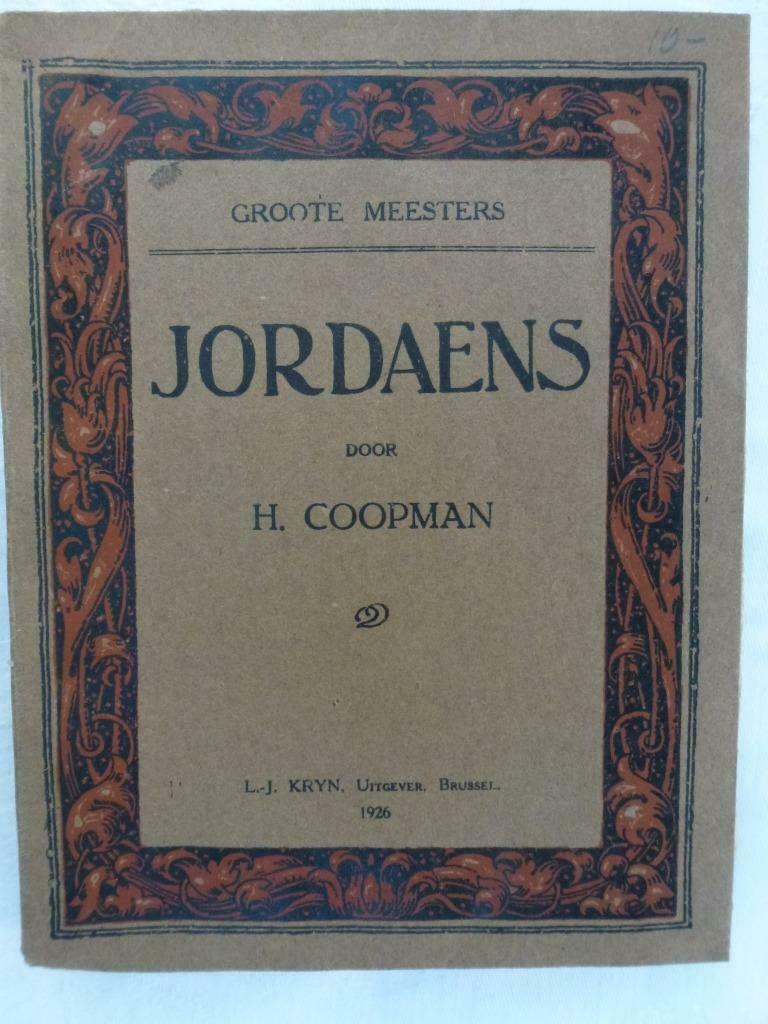 10-
GROOTE MEESTERS
JORDAENS
DOOR
H. COOPMAN
L.-J. KRYN, UITGEVER, BRUSSEL.
1926